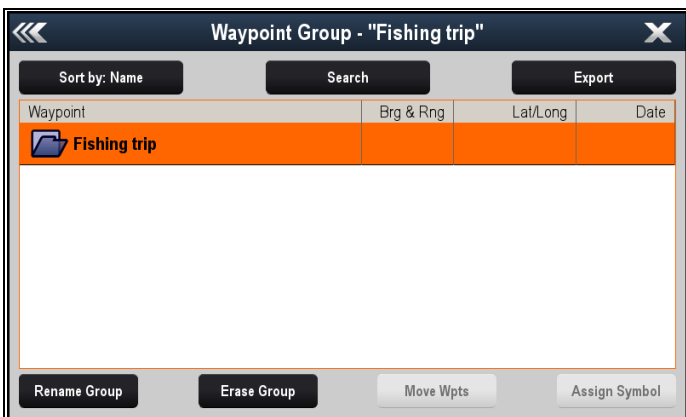 Waypoint Group - "Fishing trip"
Sort by: Name Search Export
Waypoint Brg & Rng Lat/Long Date
Fishing trip
Rename Group Erase Group Move Wpts Assign Symbol